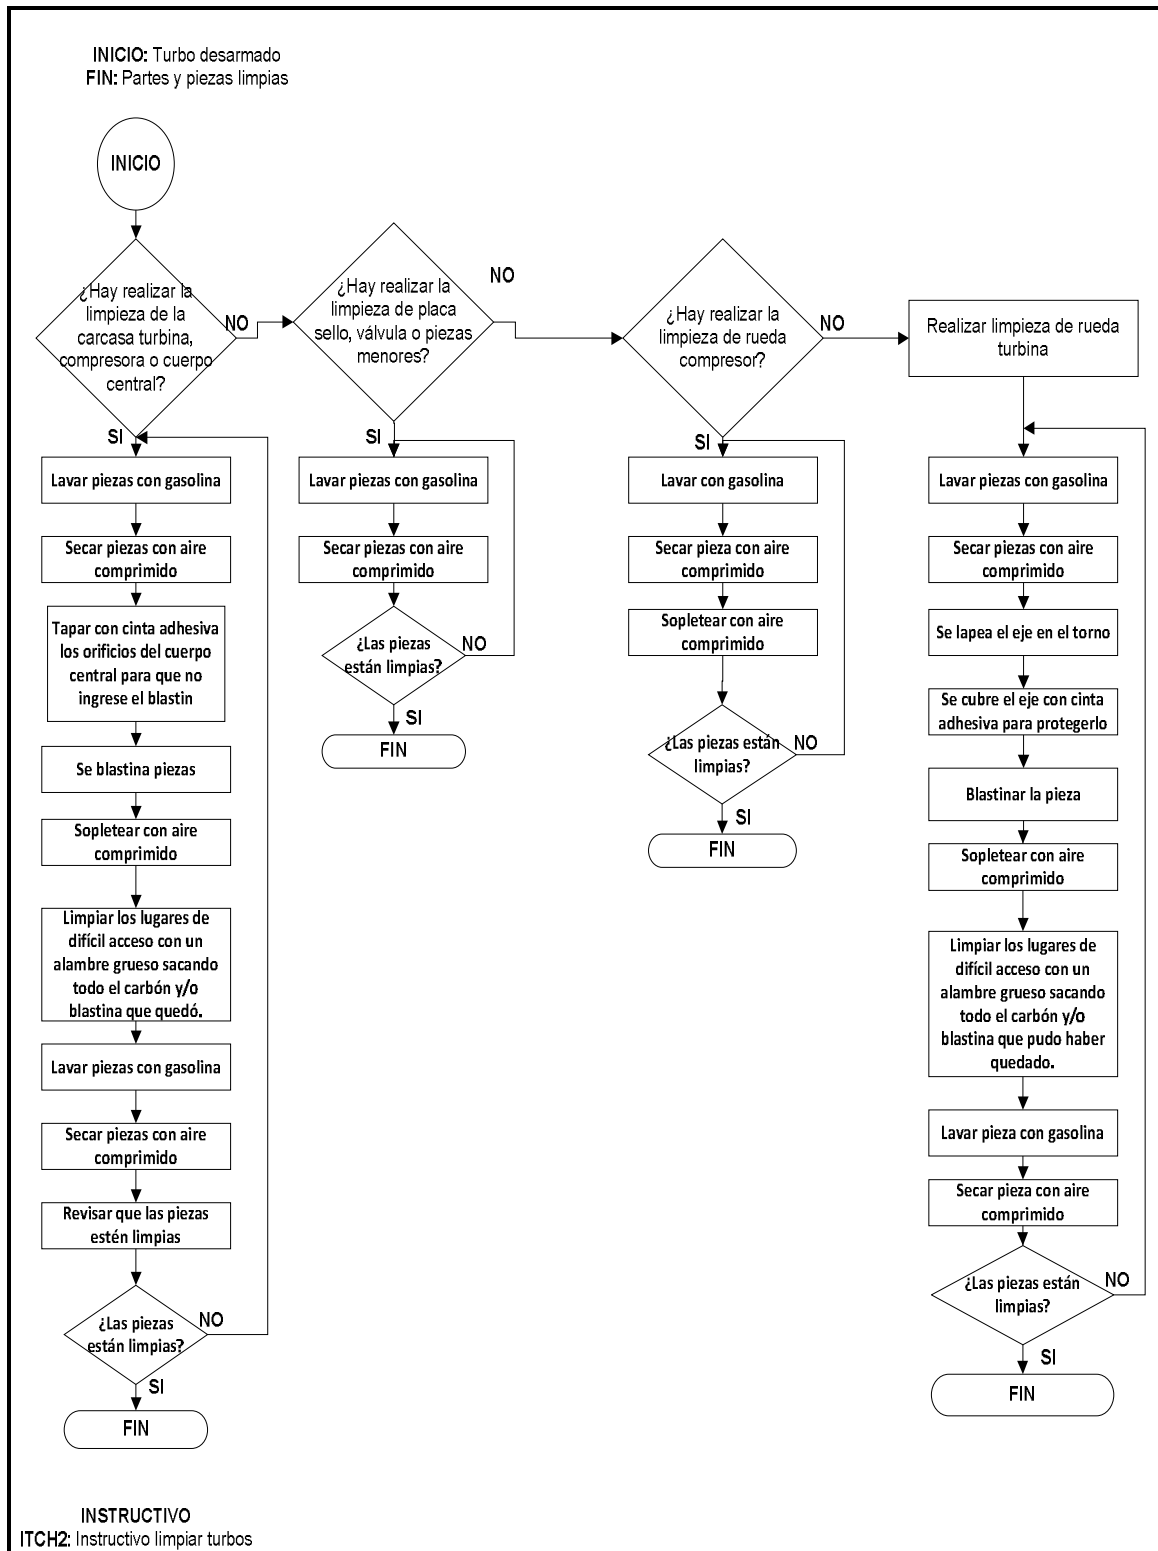 INICIO: Turbo desarmado
FIN: Partes y piezas limpias
INICIO
¿Hay realizar la
limpieza de la
carcasa turbina,
compresora o cuerpo
central?
NO
SI
Lavar piezas con gasolina
Secar piezas con aire
comprimido
Tapar con cinta adhesiva
los orificios del cuerpo
central para que no
ingrese el blastin
Se blastina piezas
Sopletear con aire
comprimido
Limpiar los lugares de
difícil acceso con un
alambre grueso sacando
todo el carbón y/o
blastina que quedó.
Lavar piezas con gasolina
Secar piezas con aire
comprimido
Revisar que las piezas
estén limpias
¿Las piezas
están limpias?
NO
SI
FIN
¿Hay realizar la
limpieza de placa
sello, válvula o piezas
menores?
NO
SI
Lavar piezas con gasolina
Secar piezas con aire
comprimido
¿Las piezas
están limpias?
NO
SI
FIN
¿Hay realizar la
limpieza de rueda
compresor?
NO
SI
Lavar con gasolina
Secar pieza con aire
comprimido
Sopletear con aire
comprimido
¿Las piezas están
limpias?
NO
SI
FIN
Realizar limpieza de rueda
turbina
Lavar piezas con gasolina
Secar piezas con aire
comprimido
Se lapea el eje en el torno
Se cubre el eje con cinta
adhesiva para protegerlo
Blastinar la pieza
Sopletear con aire
comprimido
Limpiar los lugares de
difícil acceso con un
alambre grueso sacando
todo el carbón y/o
blastina que pudo haber
quedado.
Lavar pieza con gasolina
Secar pieza con aire
comprimido
¿Las piezas están
limpias?
NO
SI
FIN
INSTRUCTIVO
ITCH2: Instructivo limpiar turbos